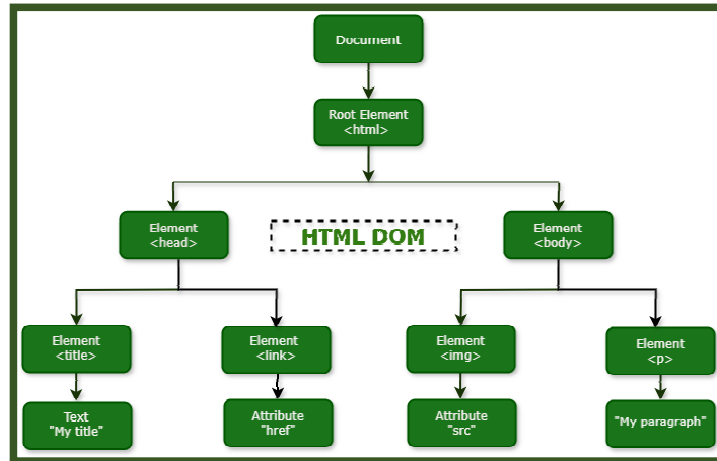 Document
Root Element
<html>
Element
<head>
HTML DOM
Element
<body>
Element
<title>
Element
<link>
Element
<img>
Element
<p>
Text
"My title"
Attribute
"href"
Attribute
"src"
"My paragraph"